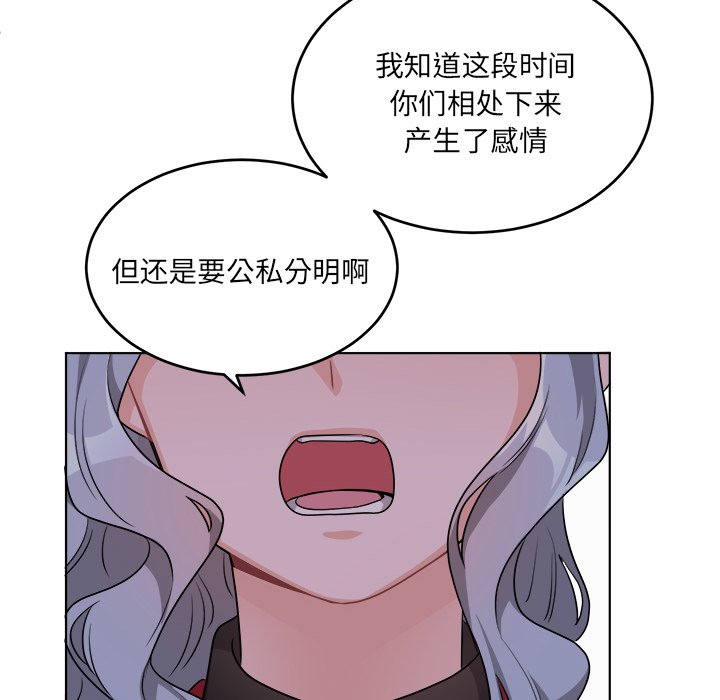 我知道这段时间
你们相处下来
产生了感情
但还是要公私分明啊